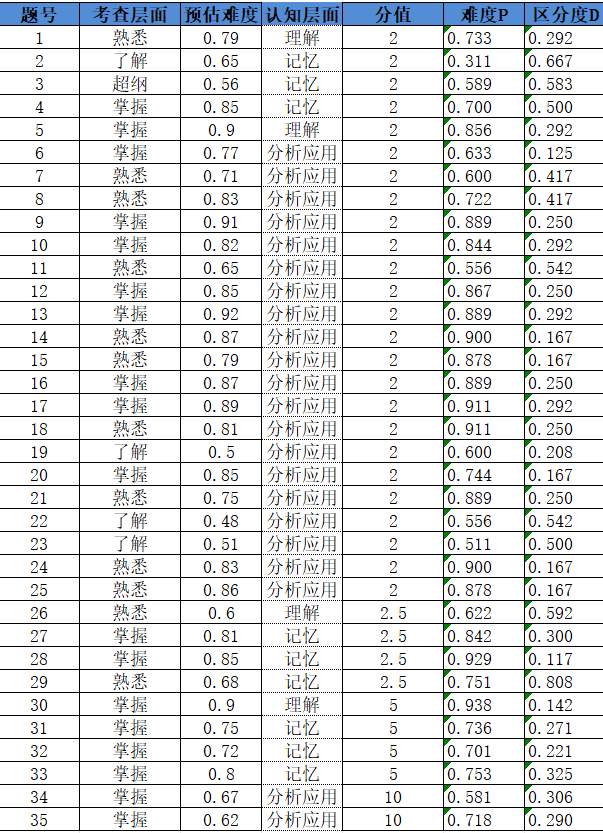 题号 考查层面 预估难度 认知层面 分值 难度P 区分度D
1 熟悉 0.79 理解 2 0.733 0.292
2 了解 0.65 记忆 2 0.311 0.667
3 超纲 0.56 记忆 2 0.589 0.583
4 掌握 0.85 记忆 2 0.700 0.500
5 掌握 0.9 理解 2 0.856 0.292
6 掌握 0.77 分析应用 2 0.633 0.125
7 熟悉 0.71 分析应用 2 0.600 0.417
8 熟悉 0.83 分析应用 2 0.722 0.417
9 掌握 0.91 分析应用 2 0.889 0.250
10 掌握 0.82 分析应用 2 0.844 0.292
11 熟悉 0.65 分析应用 2 0.556 0.542
12 掌握 0.85 分析应用 2 0.867 0.250
13 掌握 0.92 分析应用 2 0.889 0.292
14 熟悉 0.87 分析应用 2 0.900 0.167
15 熟悉 0.79 分析应用 2 0.878 0.167
16 掌握 0.87 分析应用 2 0.889 0.250
17 掌握 0.89 分析应用 2 0.911 0.292
18 熟悉 0.81 分析应用 2 0.911 0.250
19 了解 0.5 分析应用 2 0.600 0.208
20 掌握 0.85 分析应用 2 0.744 0.167
21 熟悉 0.75 分析应用 2 0.889 0.250
22 了解 0.48 分析应用 2 0.556 0.542
23 了解 0.51 分析应用 2 0.511 0.500
24 熟悉 0.83 分析应用 2 0.900 0.167
25 熟悉 0.86 分析应用 2 0.878 0.167
26 熟悉 0.6 理解 2.5 0.622 0.592
27 掌握 0.81 记忆 2.5 0.842 0.300
28 掌握 0.85 记忆 2.5 0.929 0.117
29 熟悉 0.68 记忆 2.5 0.751 0.808
30 掌握 0.9 理解 5 0.938 0.142
31 掌握 0.75 记忆 5 0.736 0.271
32 掌握 0.72 记忆 5 0.701 0.221
33 掌握 0.8 记忆 5 0.753 0.325
34 掌握 0.67 分析应用 10 0.581 0.306
35 掌握 0.62 分析应用 10 0.718 0.290